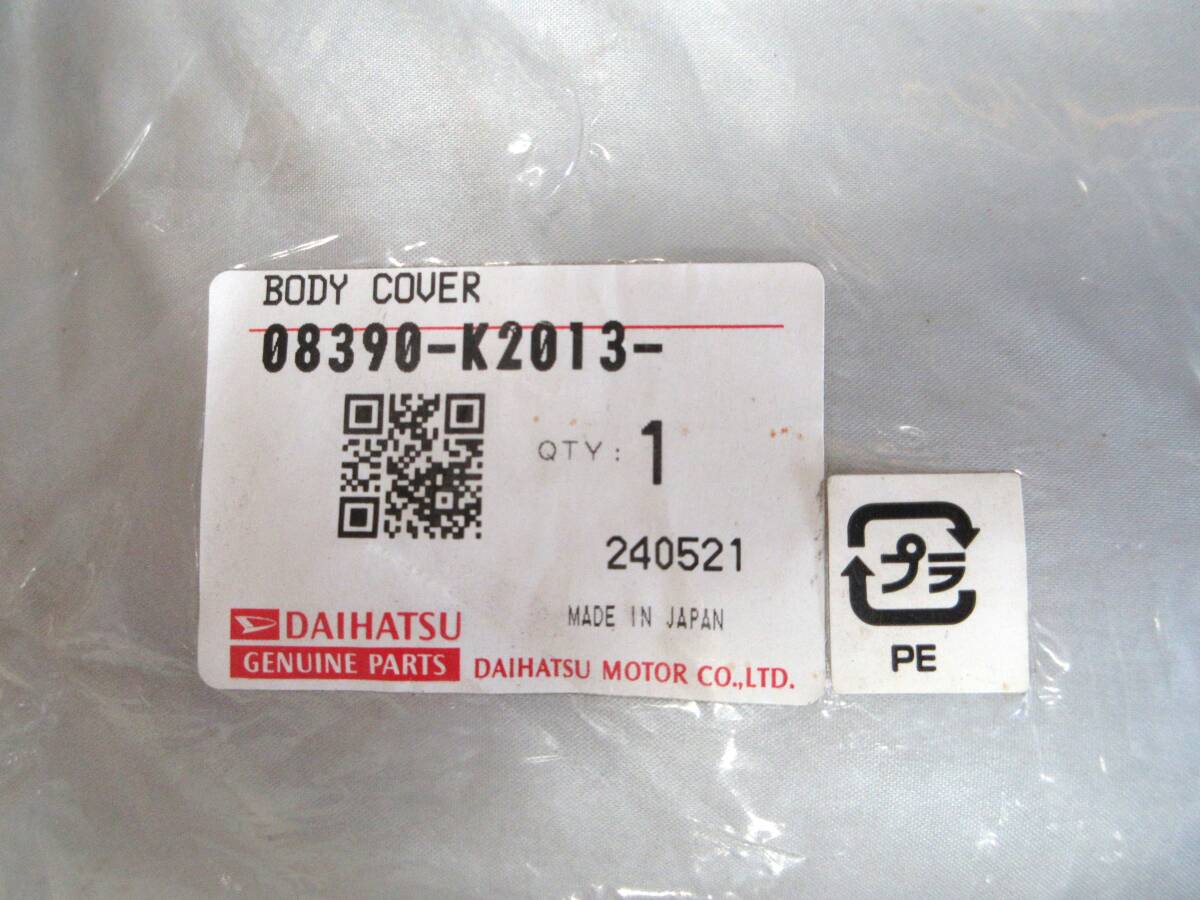 BODY COVER
08390-K2013-
QTY: 1
240521
MADE IN JAPAN
DAIHATSU
GENUINE PARTS
DAIHATSU MOTOR CO.,LTD.
プラ
PE